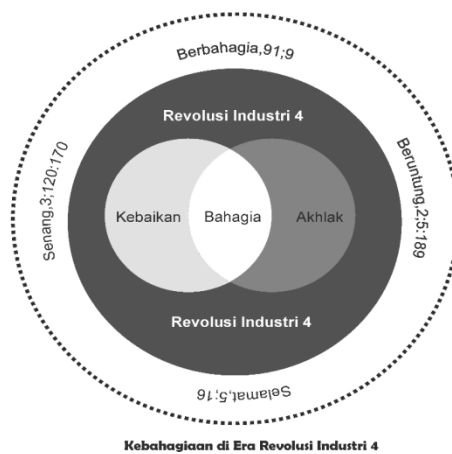 Berbahagia,91;9
Revolusi Industri 4
Senang,3;120:170
Kebaikan
Bahagia
Akhlak
Beruntung,2;5:189
Revolusi Industri 4
Selamat,5;16
Kebahagiaan di Era Revolusi Industri 4